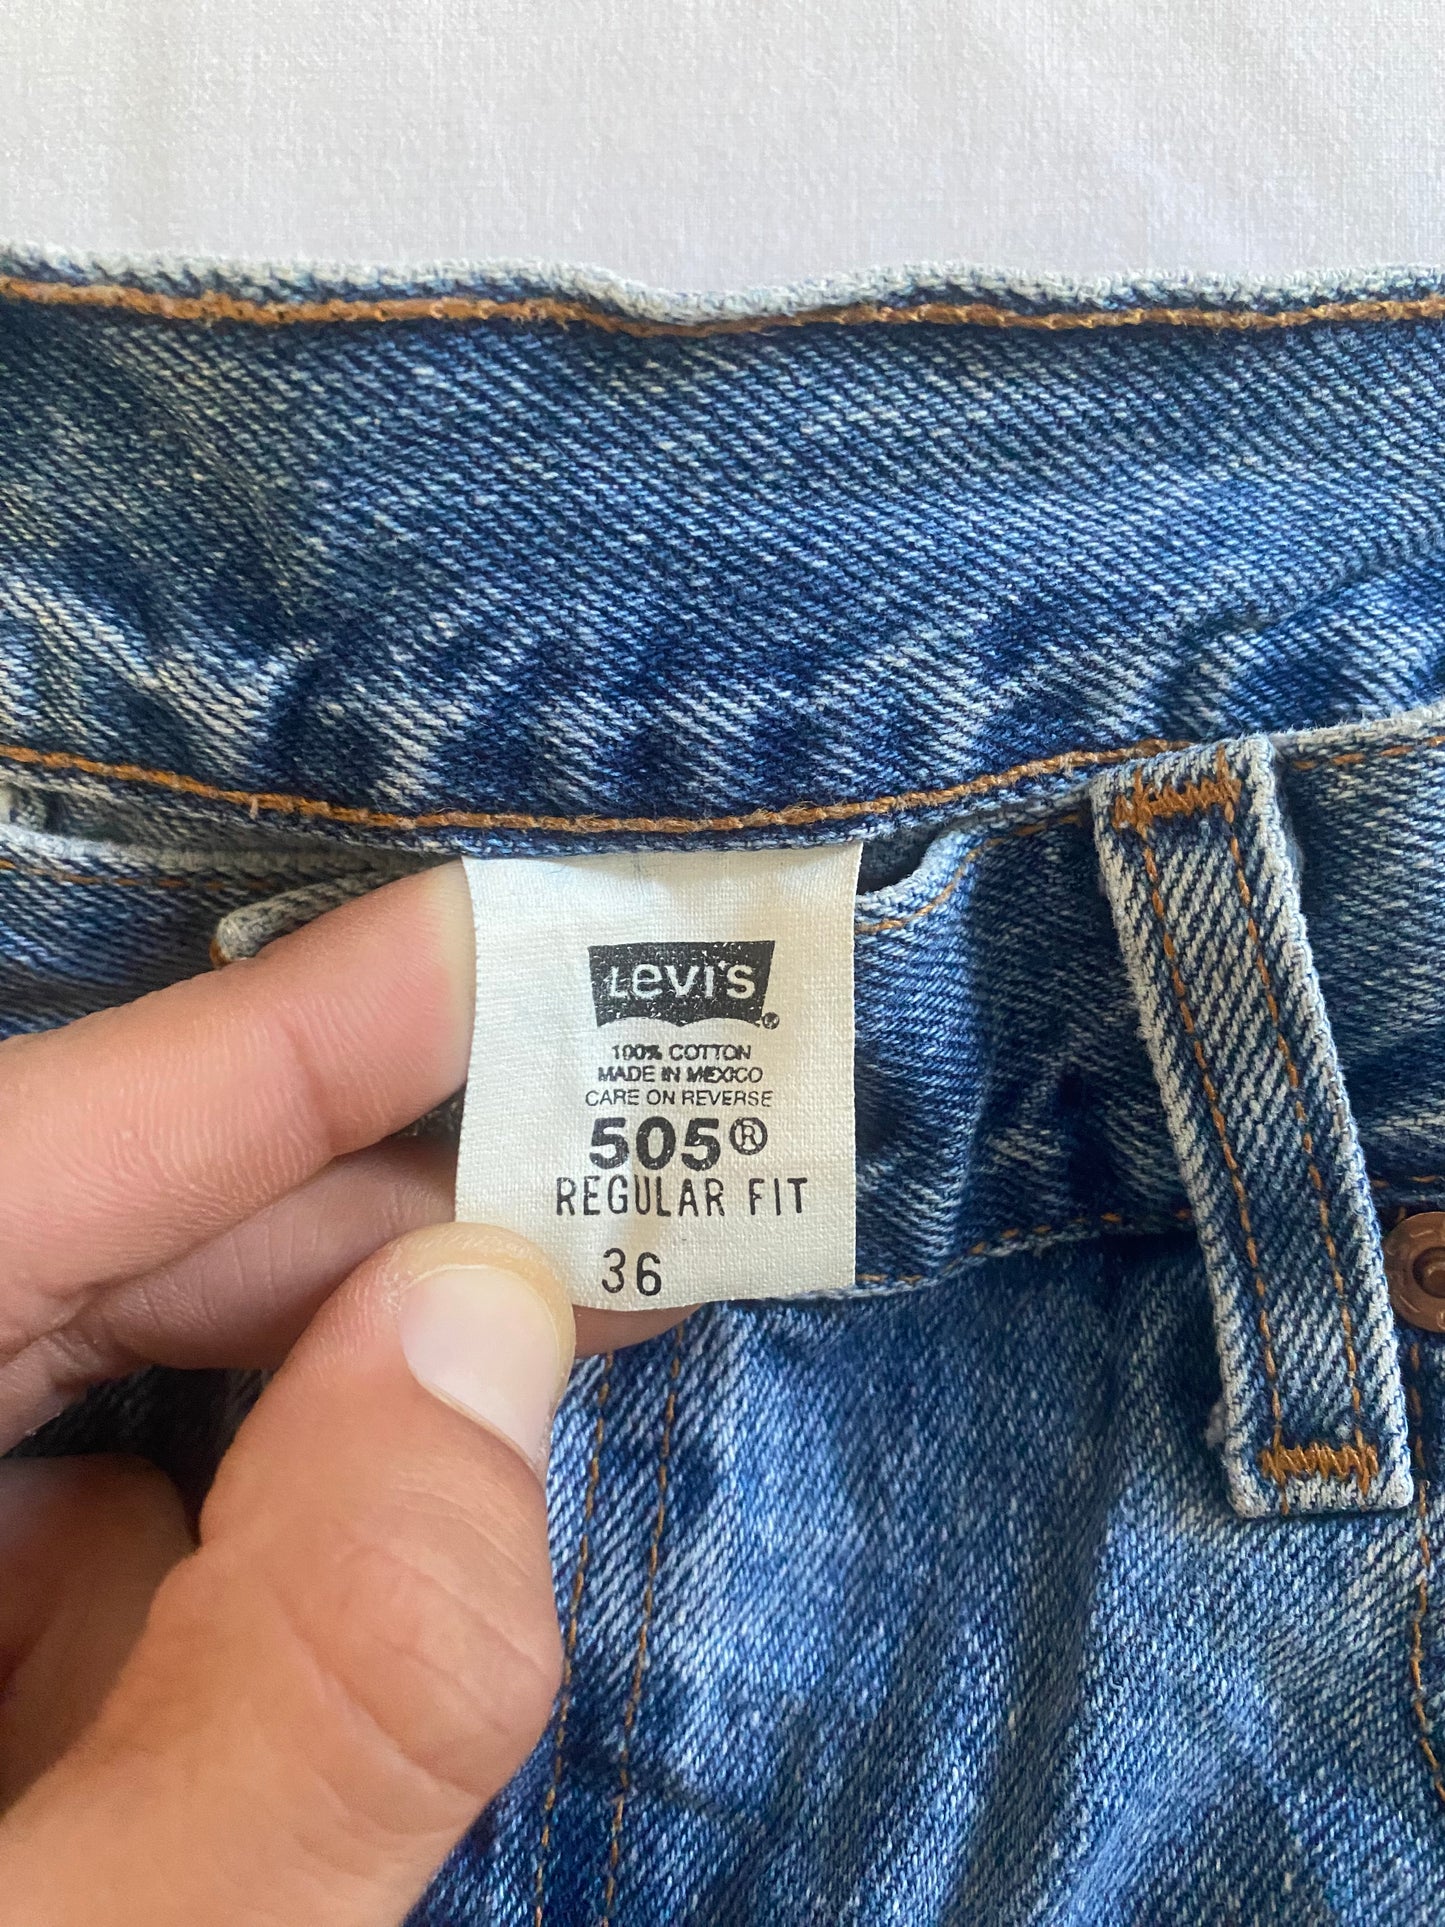 Levi's®
100% COTTON
MADE IN MEXICO
CARE ON REVERSE
505®
REGULAR FIT
36